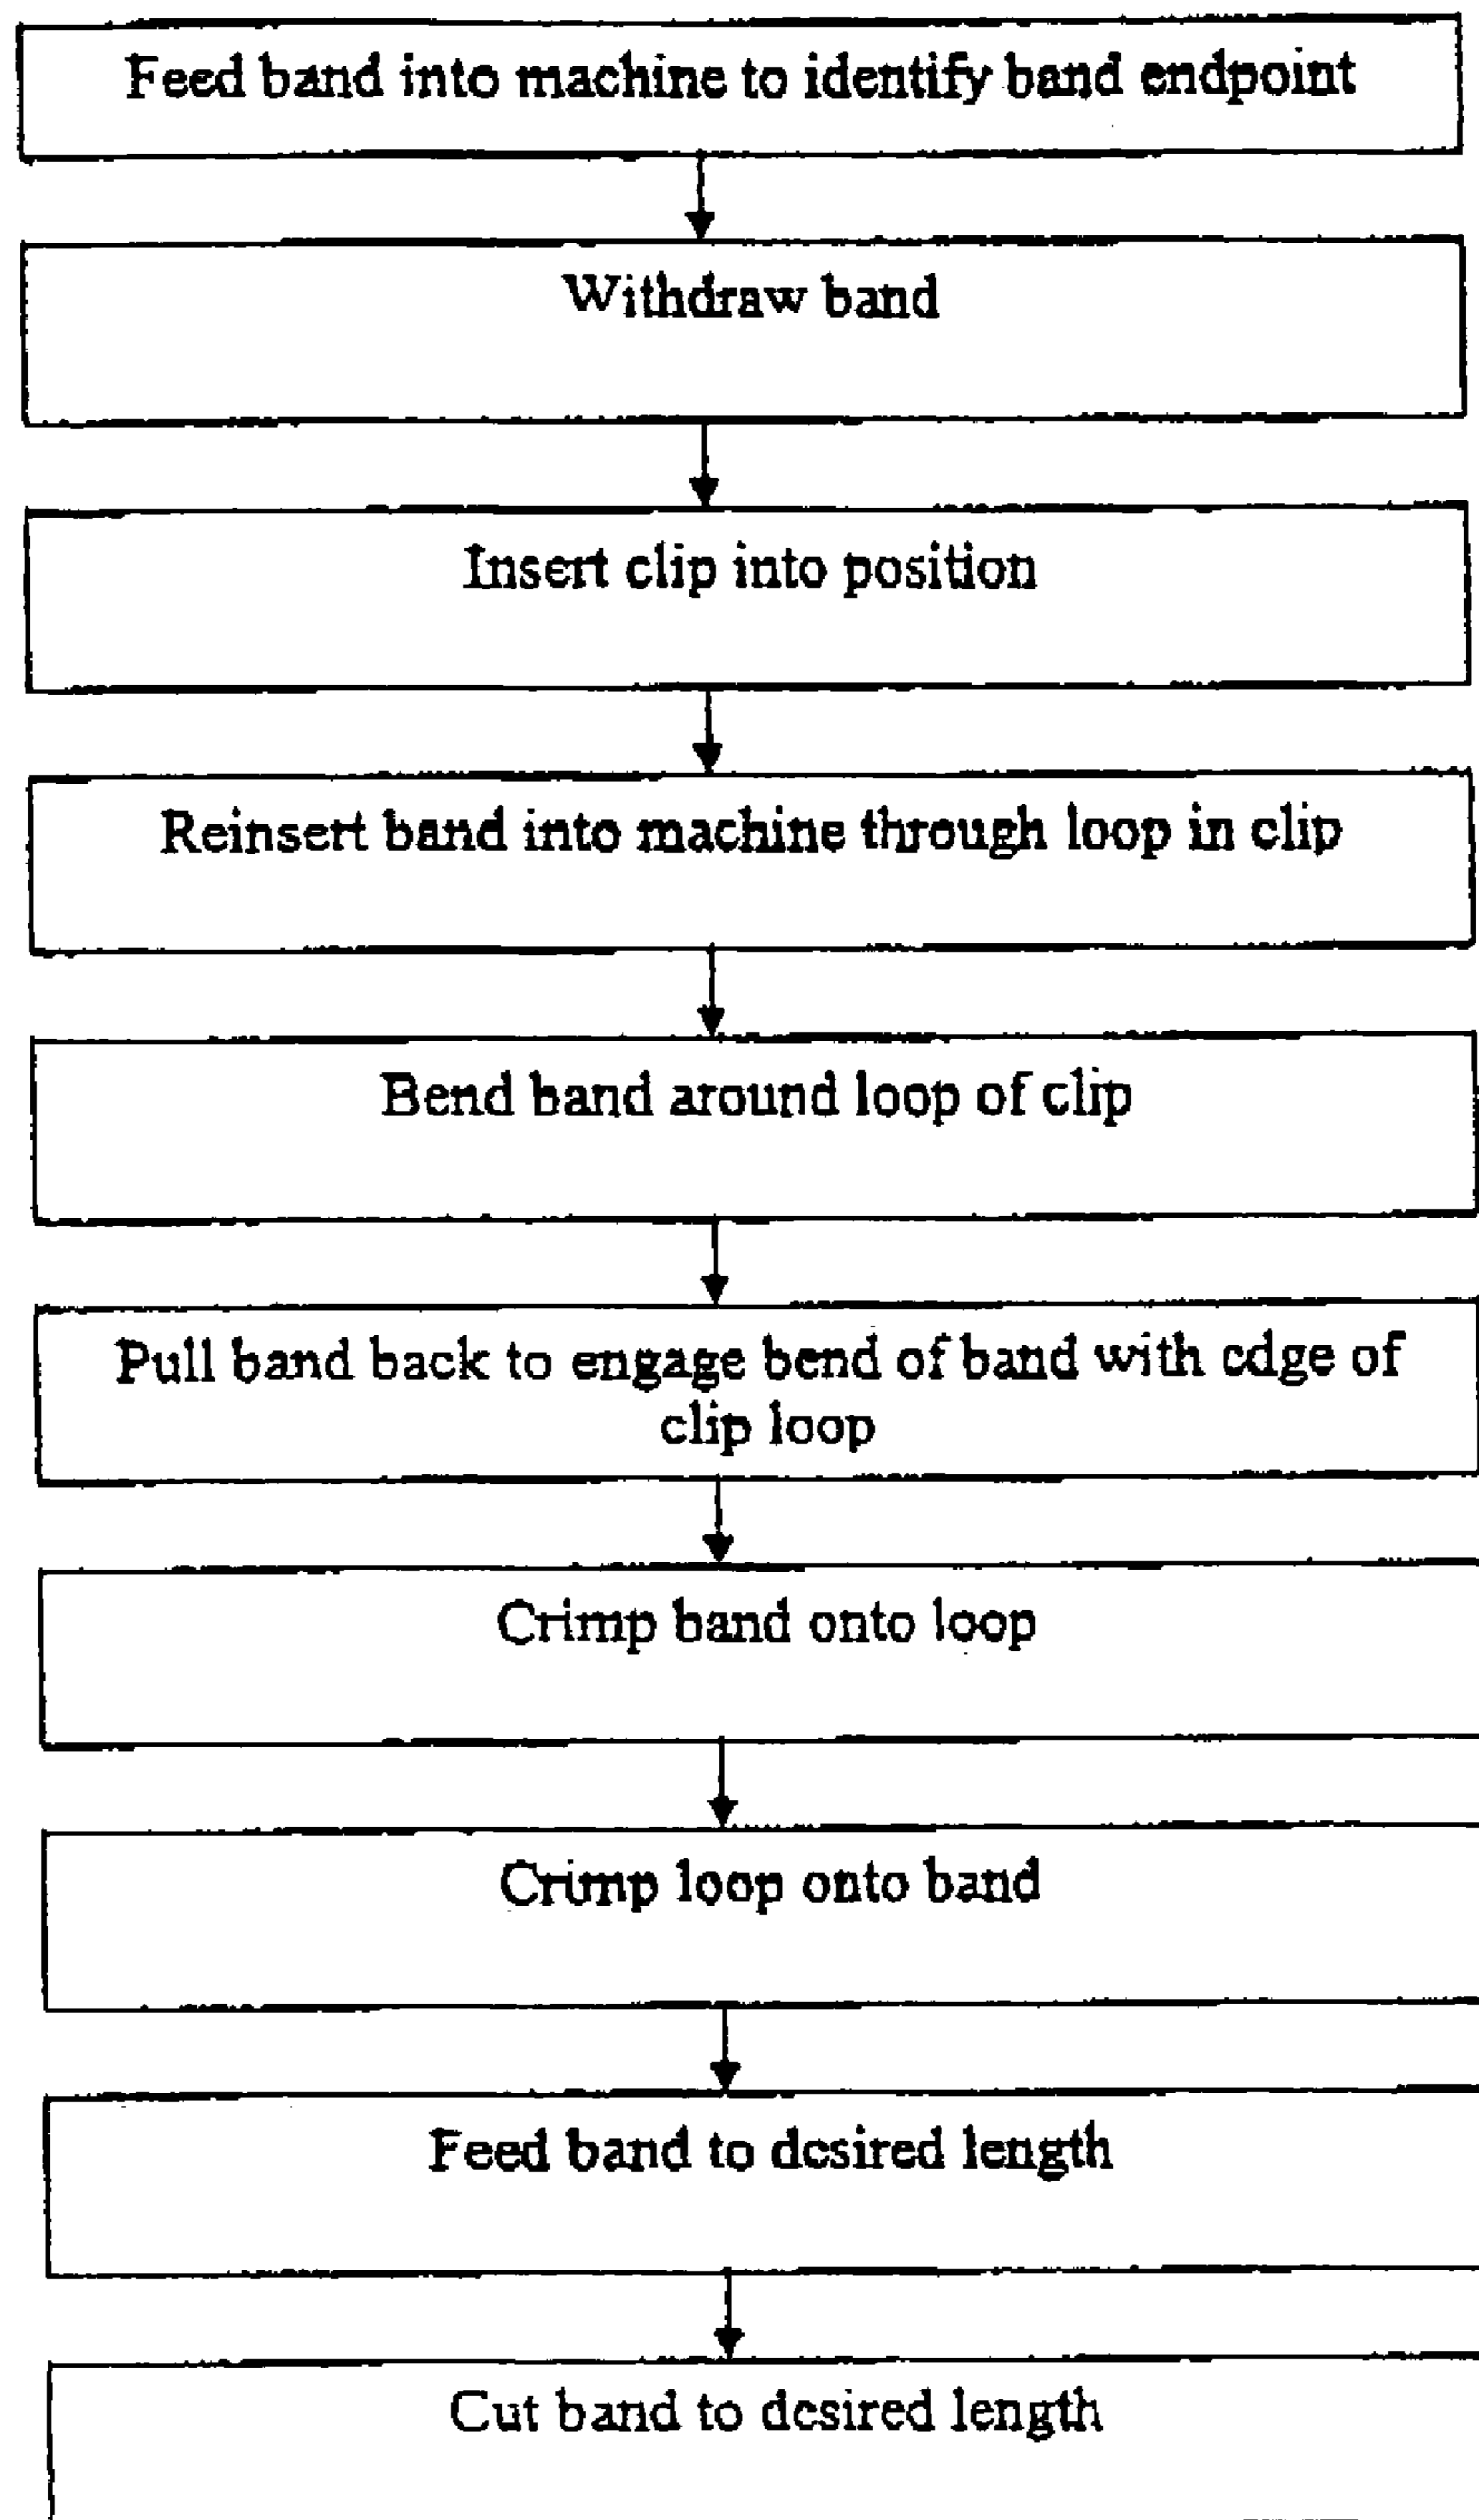 Feed band into machine to identify band endpoint
Withdraw band
Insert clip into position
Reinsert band into machine through loop in clip
Bend band around loop of clip
Pull band back to engage bend of band with edge of
clip loop
Crimp band onto loop
Crimp loop onto band
Feed band to desired length
Cut band to desired length